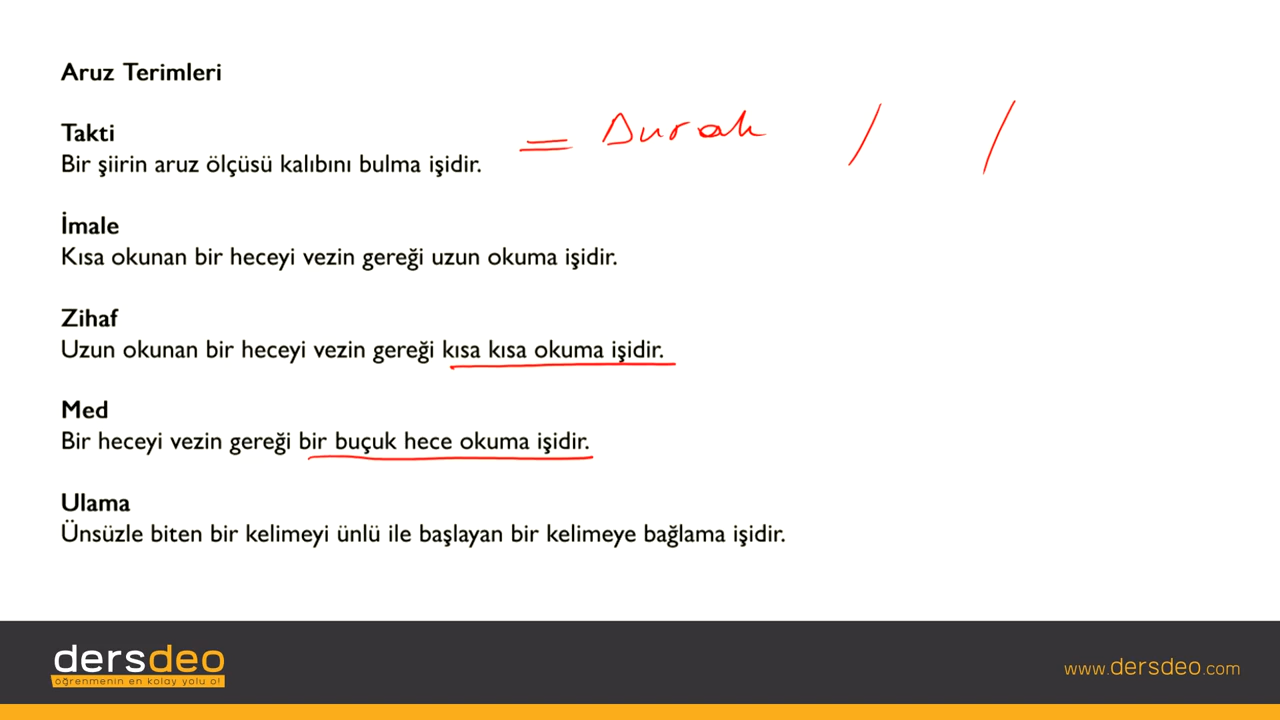 Aruz Terimleri
Takti
= Durak / /
Bir şiirin aruz ölçüsü kalıbını bulma işidir.
İmale
Kısa okunan bir heceyi vezin gereği uzun okuma işidir.
Zihaf
Uzun okunan bir heceyi vezin gereği kısa kısa okuma işidir.
Med
Bir heceyi vezin gereği bir buçuk hece okuma işidir.
Ulama
Ünsüzle biten bir kelimeyi ünlü ile başlayan bir kelimeye bağlama işidir.
dersdeo
öğrenmenin en kolay yolu o!
www.dersdeo.com